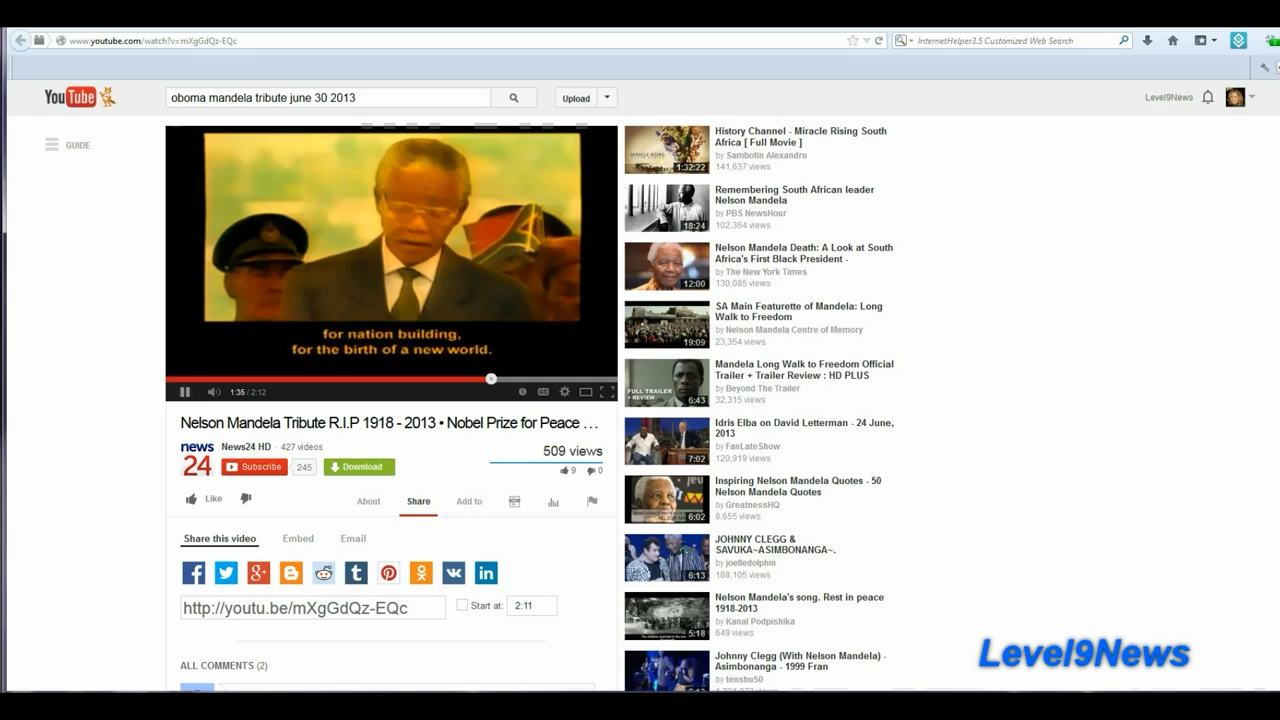 www.youtube.com/watch?v=mXgGdQz-EQc
InternetHelper3.5 Customized Web Search
YouTube
oboma mandela tribute june 30 2013
Upload
Level9News
GUIDE
for nation building,
for the birth of a new world.
1:35 / 2:12
Nelson Mandela Tribute R.I.P 1918 - 2013 • Nobel Prize for Peace ...
news
24
News24 HD · 427 videos
Subscribe
245
Download
509 views
9
0
Like
About
Share
Add to
Share this video
Embed
Email
http://youtu.be/mXgGdQz-EQc
Start at:
2:11
ALL COMMENTS (2)
History Channel - Miracle Rising South
Africa [ Full Movie ]
by Sambotin Alexandru
141,637 views
1:32:22
Remembering South African leader
Nelson Mandela
by PBS NewsHour
102,364 views
18:24
Nelson Mandela Death: A Look at South
Africa's First Black President -
by The New York Times
130,085 views
12:00
SA Main Featurette of Mandela: Long
Walk to Freedom
by Nelson Mandela Centre of Memory
23,354 views
19:09
Mandela Long Walk to Freedom Official
Trailer + Trailer Review : HD PLUS
by Beyond The Trailer
32,315 views
FULL TRAILER
+ REVIEW
6:43
Idris Elba on David Letterman - 24 June,
2013
by FanLateShow
120,919 views
7:02
Inspiring Nelson Mandela Quotes - 50
Nelson Mandela Quotes
by GreatnessHQ
8,655 views
6:02
JOHNNY CLEGG &
SAVUKA~ASIMBONANGA~.
by joelledolphin
188,105 views
6:13
Nelson Mandela's song. Rest in peace
1918-2013
by Kanal Podpishika
649 views
5:18
Johnny Clegg (With Nelson Mandela) -
Asimbonanga - 1999 Fran
by tenshu50
Level9News